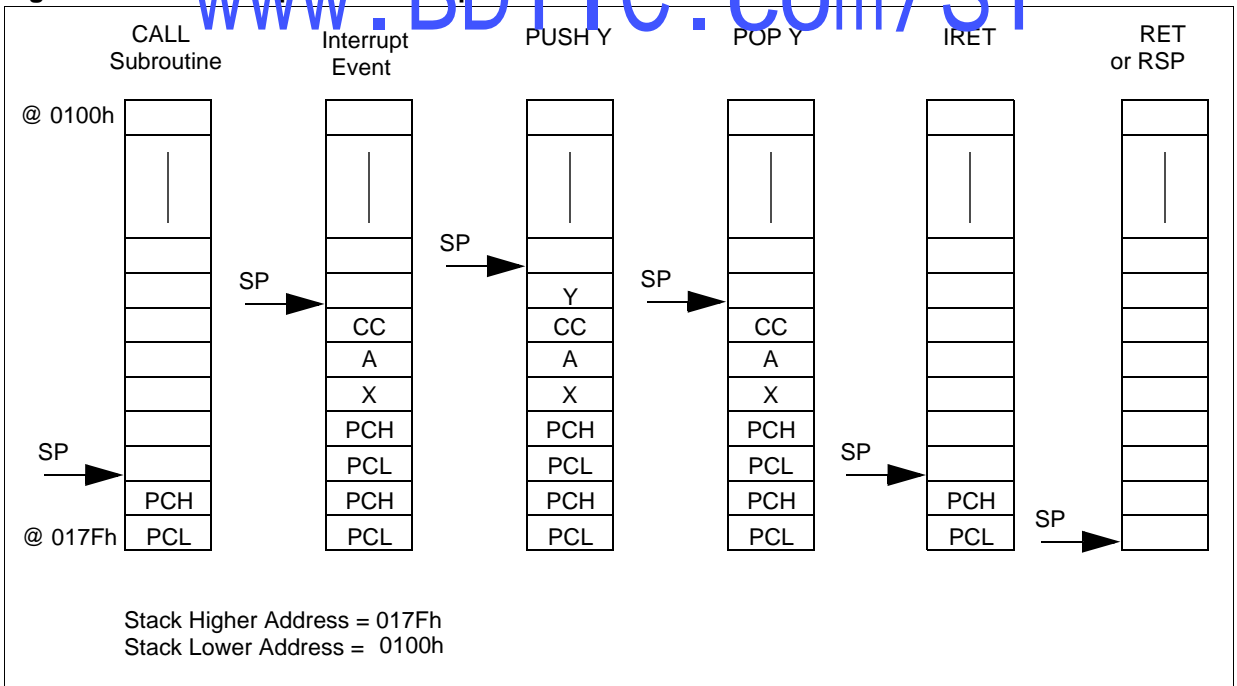 www.BDTIC.com/ST
CALL
Subroutine
Interrupt
Event
PUSH Y
POP Y
IRET
RET
or RSP
@ 0100h
SP
SP
SP
SP
SP
SP
PCH
PCL
CC
A
X
PCH
PCL
PCH
PCL
Y
CC
A
X
PCH
PCL
PCH
PCL
CC
A
X
PCH
PCL
PCH
PCL
PCH
PCL
@ 017Fh
Stack Higher Address = 017Fh
Stack Lower Address = 0100h